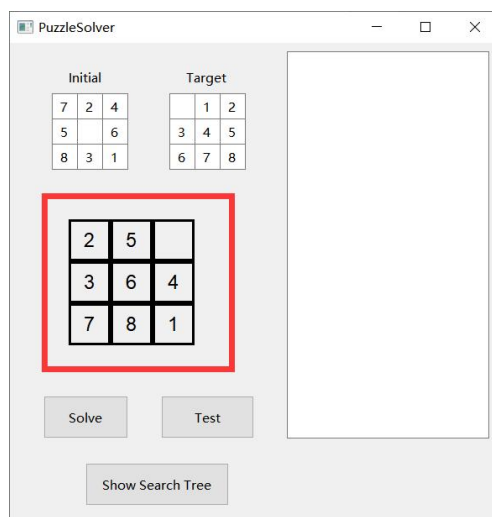 PuzzleSolver
Initial Target
7 2 4
5 6
8 3 1
1 2
3 4 5
6 7 8
2 5
3 6 4
7 8 1
Solve Test
Show Search Tree